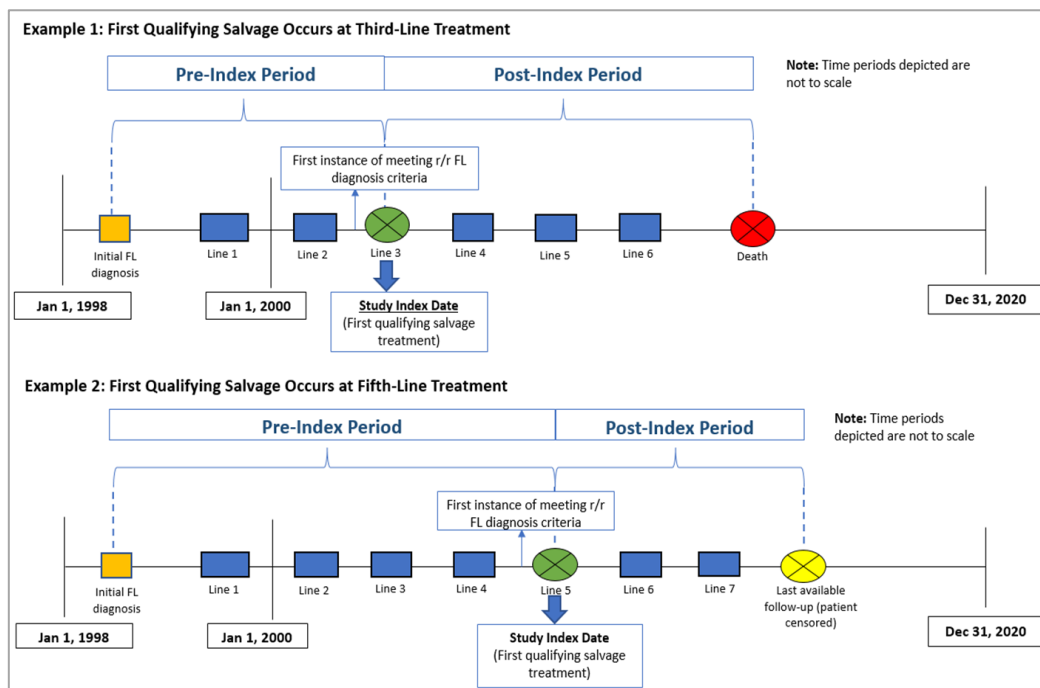 Example 1: First Qualifying Salvage Occurs at Third-Line Treatment
Pre-Index Period
Post-Index Period
Note: Time periods depicted are
not to scale
First instance of meeting r/r FL
diagnosis criteria
Initial FL
diagnosis
Line 1
Line 2
Line 3
Line 4
Line 5
Line 6
Death
Jan 1, 1998
Jan 1, 2000
Study Index Date
(First qualifying salvage
treatment)
Dec 31, 2020
Example 2: First Qualifying Salvage Occurs at Fifth-Line Treatment
Pre-Index Period
Post-Index Period
Note: Time periods
depicted are not to scale
First instance of meeting r/r
FL diagnosis criteria
Initial FL
diagnosis
Line 1
Line 2
Line 3
Line 4
Line 5
Line 6
Line 7
Last available
follow-up (patient
censored)
Jan 1, 1998
Jan 1, 2000
Study Index Date
(First qualifying salvage
treatment)
Dec 31, 2020